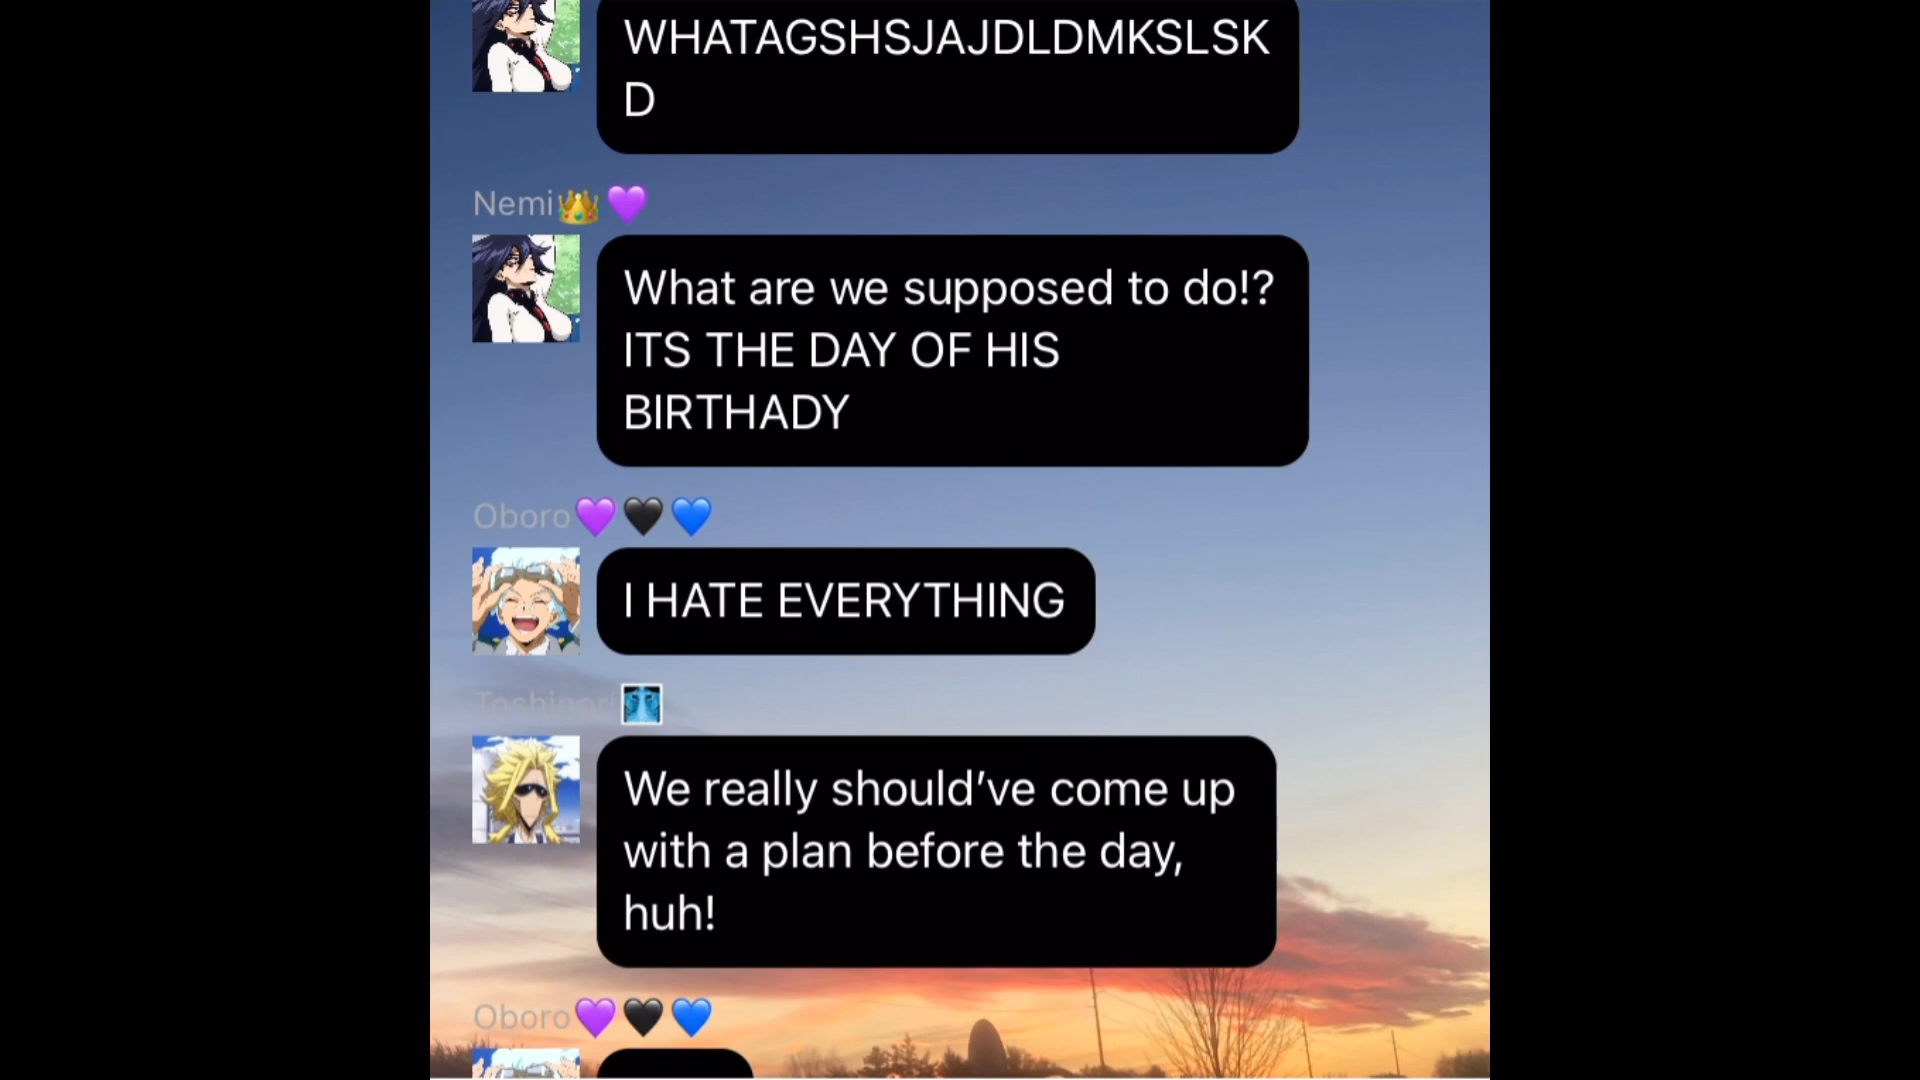 WHATAGSHSJAJDLDMKSLSK
D
Nemi👑💜
What are we supposed to do!?
ITS THE DAY OF HIS
BIRTHADY
Oboro💜🖤💙
I HATE EVERYTHING
Toshinori🩻
We really should’ve come up
with a plan before the day,
huh!
Oboro💜🖤💙